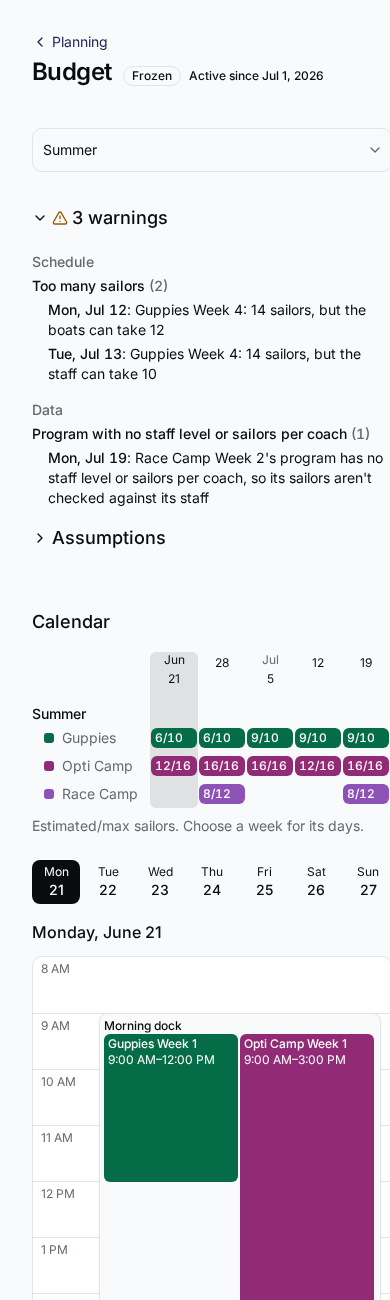 Planning
Budget Frozen Active since Jul 1, 2026
Summer
3 warnings
Schedule
Too many sailors (2)
Mon, Jul 12: Guppies Week 4: 14 sailors, but the
boats can take 12
Tue, Jul 13: Guppies Week 4: 14 sailors, but the
staff can take 10
Data
Program with no staff level or sailors per coach (1)
Mon, Jul 19: Race Camp Week 2's program has no
staff level or sailors per coach, so its sailors aren't
checked against its staff
Assumptions
Calendar
Jun 28 Jul 12 19
21 5
Summer
Guppies 6/10 6/10 9/10 9/10 9/10
Opti Camp 12/16 16/16 16/16 12/16 16/16
Race Camp 8/12 8/12
Estimated/max sailors. Choose a week for its days.
Mon Tue Wed Thu Fri Sat Sun
21 22 23 24 25 26 27
Monday, June 21
8 AM
9 AM Morning dock
Guppies Week 1 Opti Camp Week 1
9:00 AM–12:00 PM 9:00 AM–3:00 PM
10 AM
11 AM
12 PM
1 PM